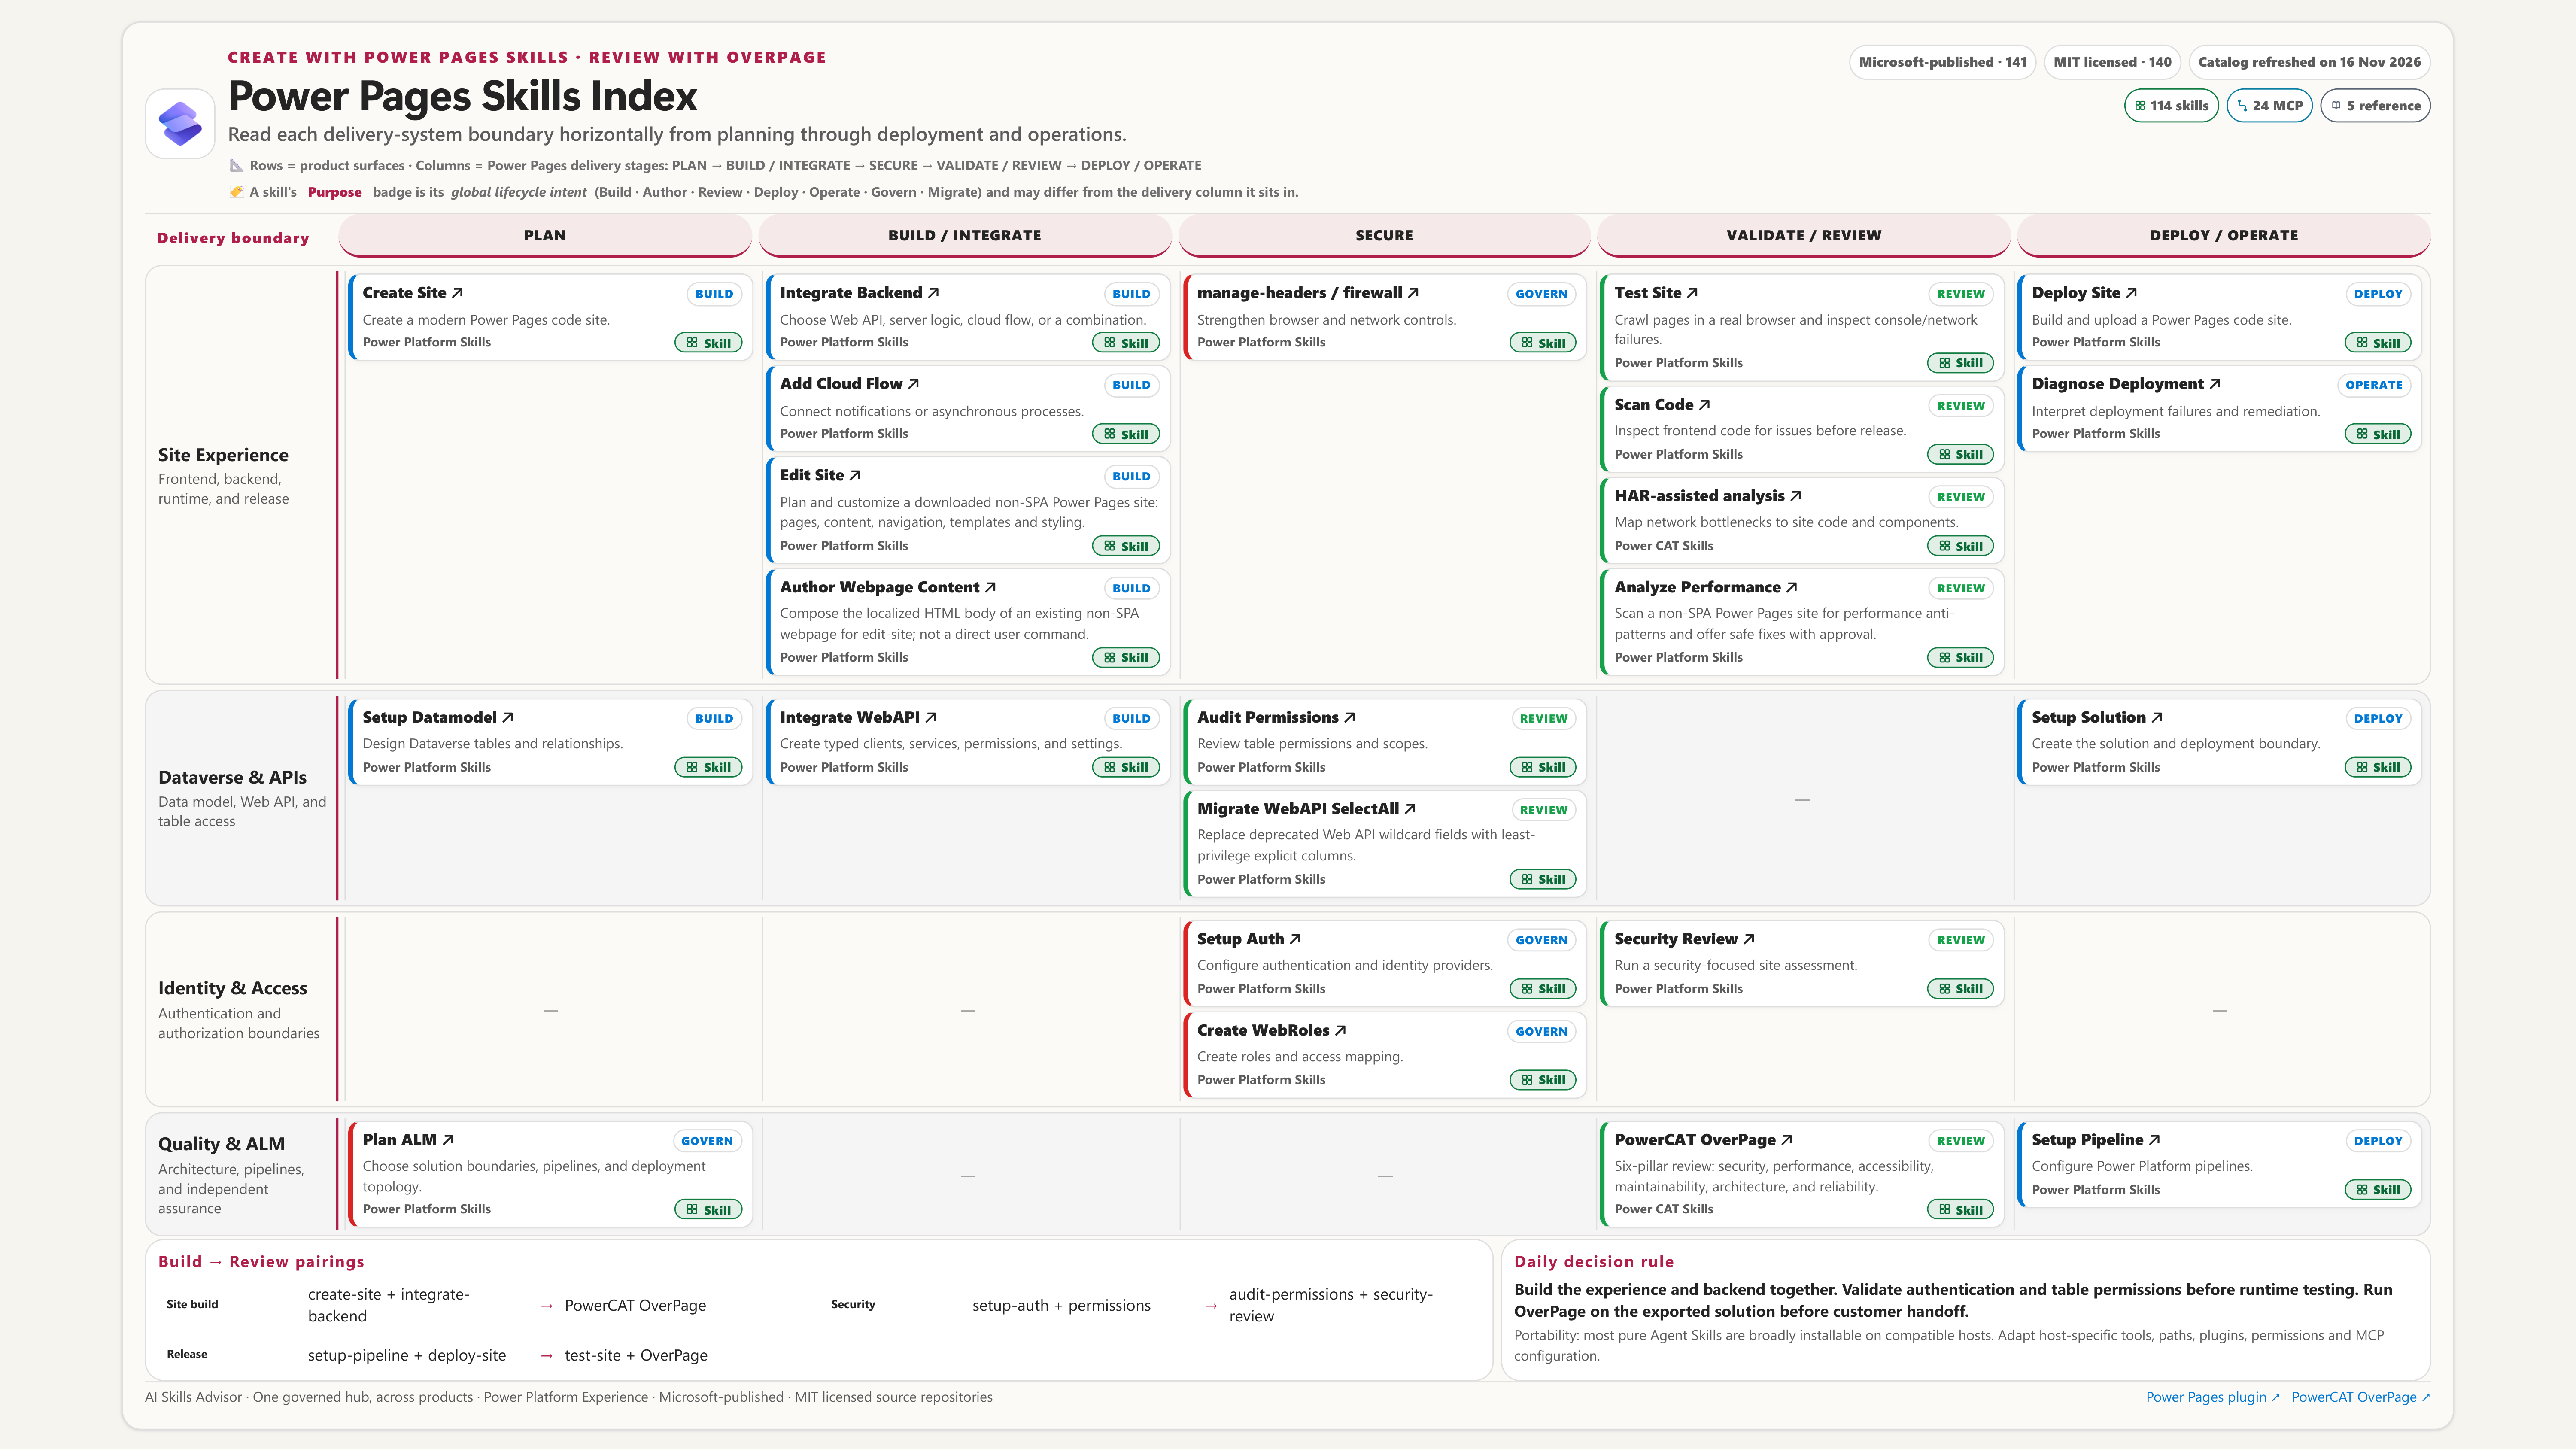 CREATE WITH POWER PAGES SKILLS · REVIEW WITH OVERPAGE
Power Pages Skills Index
Read each delivery-system boundary horizontally from planning through deployment and operations.
📐 Rows = product surfaces · Columns = Power Pages delivery stages: PLAN → BUILD / INTEGRATE → SECURE → VALIDATE / REVIEW → DEPLOY / OPERATE
🏷️ A skill's Purpose badge is its global lifecycle intent (Build · Author · Review · Deploy · Operate · Govern · Migrate) and may differ from the delivery column it sits in.
Microsoft-published · 141
MIT licensed · 140
Catalog refreshed on 16 Nov 2026
114 skills
24 MCP
5 reference
Delivery boundary
PLAN
BUILD / INTEGRATE
SECURE
VALIDATE / REVIEW
DEPLOY / OPERATE
Site Experience
Frontend, backend,
runtime, and release
Create Site ↗
BUILD
Create a modern Power Pages code site.
Power Platform Skills
Skill
Integrate Backend ↗
BUILD
Choose Web API, server logic, cloud flow, or a combination.
Power Platform Skills
Skill
Add Cloud Flow ↗
BUILD
Connect notifications or asynchronous processes.
Power Platform Skills
Skill
Edit Site ↗
BUILD
Plan and customize a downloaded non-SPA Power Pages site:
pages, content, navigation, templates and styling.
Power Platform Skills
Skill
Author Webpage Content ↗
BUILD
Compose the localized HTML body of an existing non-SPA
webpage for edit-site; not a direct user command.
Power Platform Skills
Skill
manage-headers / firewall ↗
GOVERN
Strengthen browser and network controls.
Power Platform Skills
Skill
Test Site ↗
REVIEW
Crawl pages in a real browser and inspect console/network
failures.
Power Platform Skills
Skill
Scan Code ↗
REVIEW
Inspect frontend code for issues before release.
Power Platform Skills
Skill
HAR-assisted analysis ↗
REVIEW
Map network bottlenecks to site code and components.
Power CAT Skills
Skill
Analyze Performance ↗
REVIEW
Scan a non-SPA Power Pages site for performance anti-
patterns and offer safe fixes with approval.
Power Platform Skills
Skill
Deploy Site ↗
DEPLOY
Build and upload a Power Pages code site.
Power Platform Skills
Skill
Diagnose Deployment ↗
OPERATE
Interpret deployment failures and remediation.
Power Platform Skills
Skill
Dataverse & APIs
Data model, Web API, and
table access
Setup Datamodel ↗
BUILD
Design Dataverse tables and relationships.
Power Platform Skills
Skill
Integrate WebAPI ↗
BUILD
Create typed clients, services, permissions, and settings.
Power Platform Skills
Skill
Audit Permissions ↗
REVIEW
Review table permissions and scopes.
Power Platform Skills
Skill
Migrate WebAPI SelectAll ↗
REVIEW
Replace deprecated Web API wildcard fields with least-
privilege explicit columns.
Power Platform Skills
Skill
—
Setup Solution ↗
DEPLOY
Create the solution and deployment boundary.
Power Platform Skills
Skill
Identity & Access
Authentication and
authorization boundaries
—
—
Setup Auth ↗
GOVERN
Configure authentication and identity providers.
Power Platform Skills
Skill
Create WebRoles ↗
GOVERN
Create roles and access mapping.
Power Platform Skills
Skill
Security Review ↗
REVIEW
Run a security-focused site assessment.
Power Platform Skills
Skill
—
Quality & ALM
Architecture, pipelines,
and independent
assurance
Plan ALM ↗
GOVERN
Choose solution boundaries, pipelines, and deployment
topology.
Power Platform Skills
Skill
—
—
PowerCAT OverPage ↗
REVIEW
Six-pillar review: security, performance, accessibility,
maintainability, architecture, and reliability.
Power CAT Skills
Skill
Setup Pipeline ↗
DEPLOY
Configure Power Platform pipelines.
Power Platform Skills
Skill
Build → Review pairings
Site build
create-site + integrate-
backend
→ PowerCAT OverPage
Security
setup-auth + permissions
→ audit-permissions + security-
review
Release
setup-pipeline + deploy-site
→ test-site + OverPage
Daily decision rule
Build the experience and backend together. Validate authentication and table permissions before runtime testing. Run
OverPage on the exported solution before customer handoff.
Portability: most pure Agent Skills are broadly installable on compatible hosts. Adapt host-specific tools, paths, plugins, permissions and MCP
configuration.
AI Skills Advisor · One governed hub, across products · Power Platform Experience · Microsoft-published · MIT licensed source repositories
Power Pages plugin ↗ PowerCAT OverPage ↗